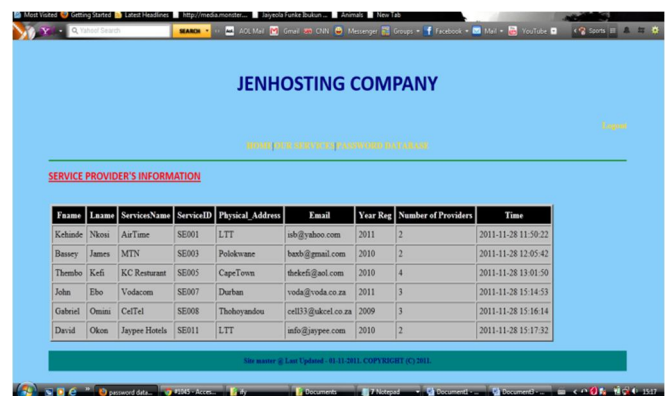 Most Visited Getting Started Latest Headlines http://media.monster... Jaiyeola Funke Ibukun ... Animals New Tab
Yahoo! Search SEARCH AOL Mail Gmail CNN Messenger Groups Facebook Mail YouTube Sports
JENHOSTING COMPANY
Logout
HOME|OUR SERVICES|PASSWORD DATABASE
SERVICE PROVIDER'S INFORMATION
Fname Lname ServicesName ServiceID Physical_Address Email Year Reg Number of Providers Time
Kehinde Nkosi AirTime SE001 LTT isb@yahoo.com 2011 2 2011-11-28 11:50:22
Bassey James MTN SE003 Polokwane baxb@gmail.com 2010 2 2011-11-28 12:05:42
Thembo Kefi KC Resturant SE005 CapeTown thekefi@aol.com 2010 4 2011-11-28 13:01:50
John Ebo Vodacom SE007 Durban voda@voda.co.za 2011 3 2011-11-28 15:14:53
Gabriel Omini CelTel SE008 Thohoyandou cell33@ukcel.co.za 2009 3 2011-11-28 15:16:14
David Okon Jaypee Hotels SE011 LTT info@jaypee.com 2010 2 2011-11-28 15:17:32
Site master @ Last Updated -01-11-2011. COPYRIGHT (C) 2011.
password data... #1045 - Acces... ify Documents 7 Notepad Document1 - ... Document3 - ... 1517